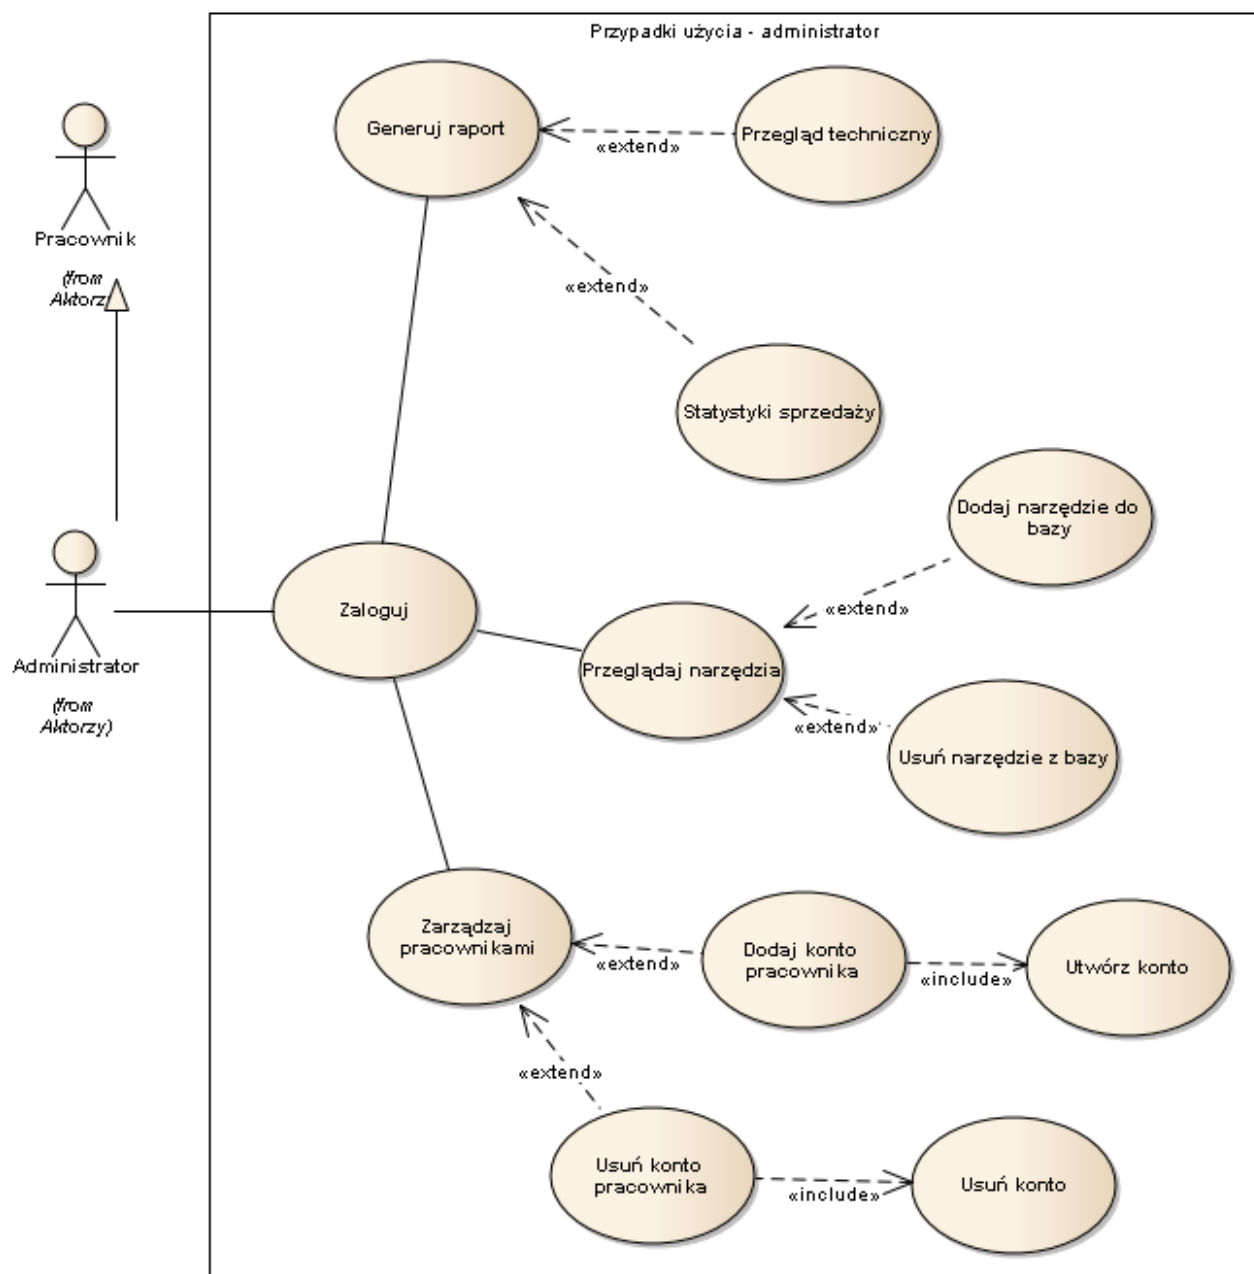 Przypadki użycia - administrator
Generuj raport
«extend»
Przegląd techniczny
Pracownik
(from
Aktorzy
«extend»
Statystyki sprzedaży
Dodaj narzędzie do
bazy
«extend»
Zaloguj
Przeglądaj narzędzia
Administrator
(from
Aktorzy)
«extend»
Usuń narzędzie z bazy
Zarządzaj
pracownikami
«extend»
Dodaj konto
pracownika
«include»
Utwórz konto
«extend»
Usuń konto
pracownika
«include»
Usuń konto